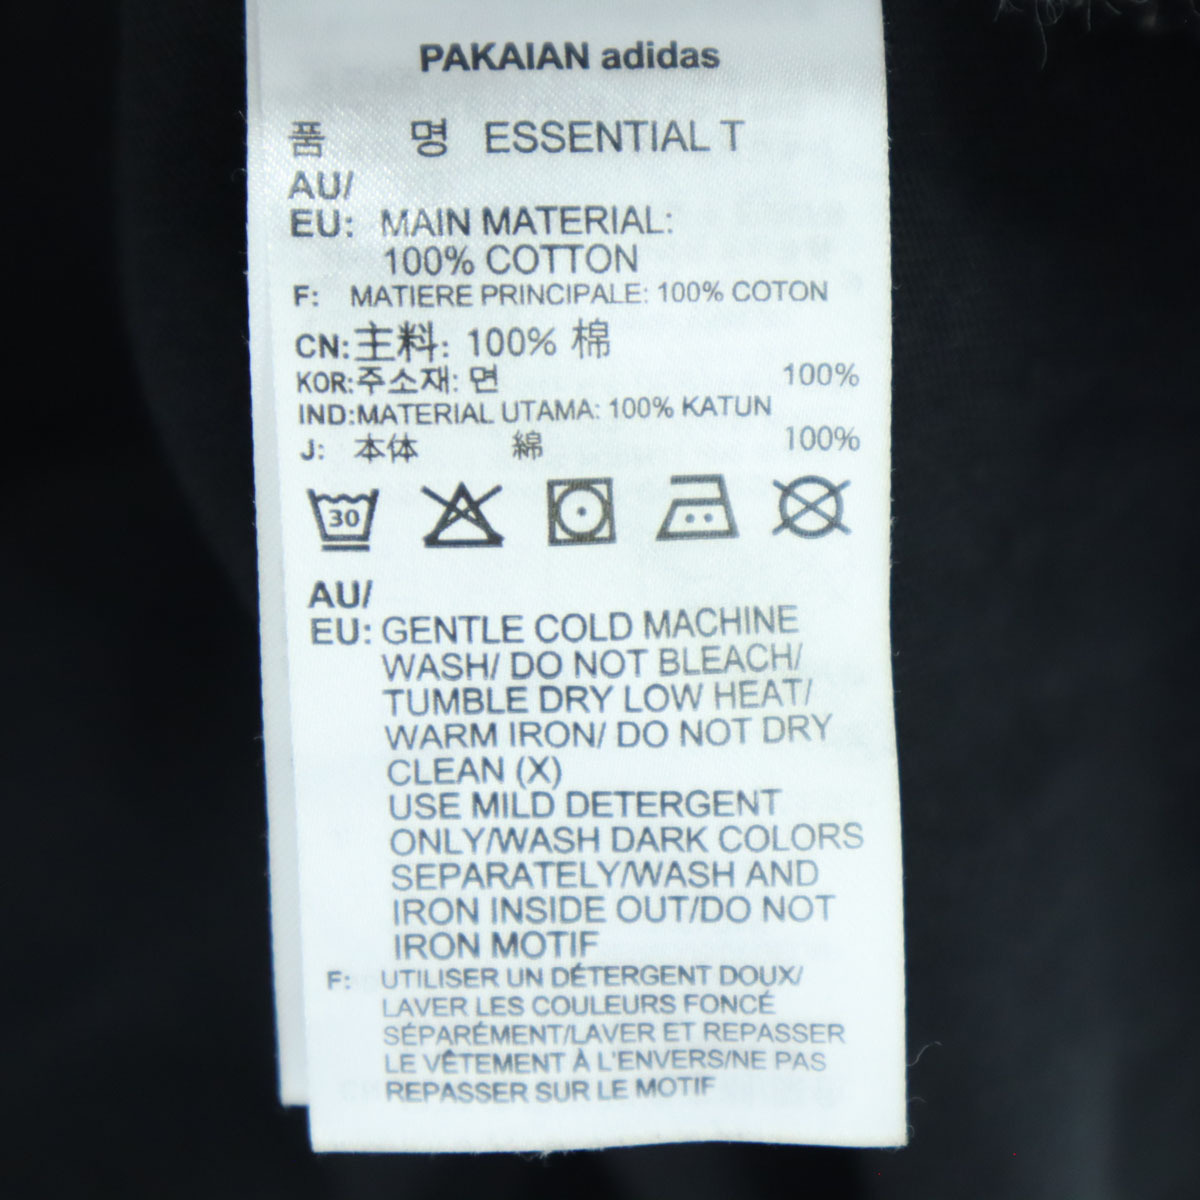 PAKAIAN adidas
품 명 ESSENTIAL T
AU/
EU: MAIN MATERIAL:
100% COTTON
F: MATIERE PRINCIPALE: 100% COTON
CN:主料: 100% 棉
KOR:주소재: 면 100%
IND:MATERIAL UTAMA: 100% KATUN
J: 本体 綿 100%
30
AU/
EU: GENTLE COLD MACHINE
WASH/ DO NOT BLEACH/
TUMBLE DRY LOW HEAT/
WARM IRON/ DO NOT DRY
CLEAN (X)
USE MILD DETERGENT
ONLY/WASH DARK COLORS
SEPARATELY/WASH AND
IRON INSIDE OUT/DO NOT
IRON MOTIF
F: UTILISER UN DÉTERGENT DOUX/
LAVER LES COULEURS FONCÉ
SÉPARÉMENT/LAVER ET REPASSER
LE VÊTEMENT À L'ENVERS/NE PAS
REPASSER SUR LE MOTIF